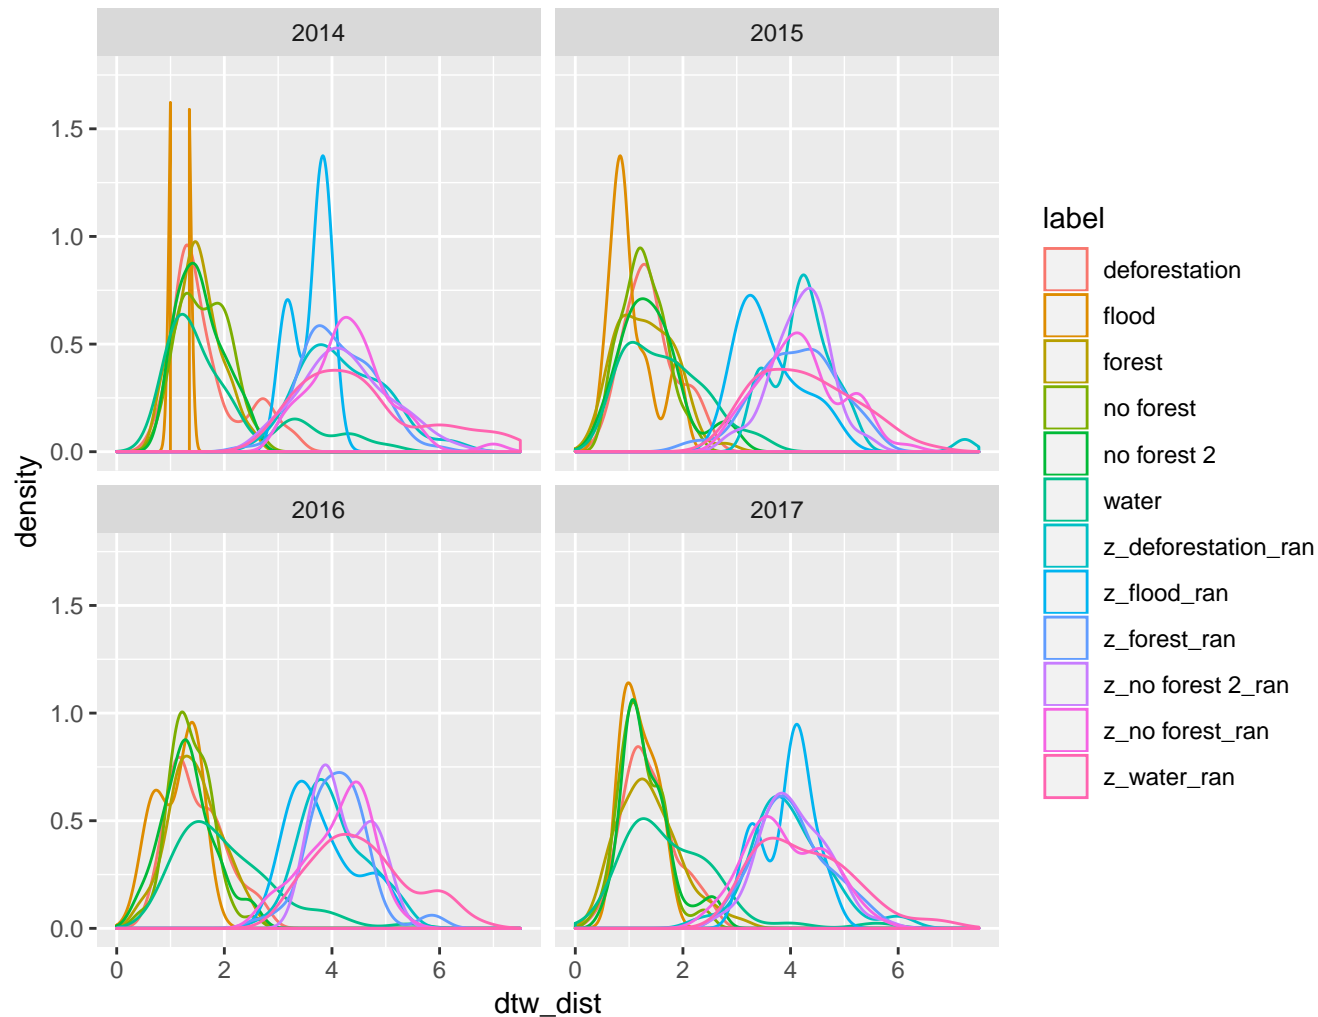 2014
2015
1.5
1.0
0.5
0.0
2016
2017
1.5
1.0
0.5
0.0
0 2 4 6
0 2 4 6
dtw_dist
density
label
deforestation
flood
forest
no forest
no forest 2
water
z_deforestation_ran
z_flood_ran
z_forest_ran
z_no forest 2_ran
z_no forest_ran
z_water_ran